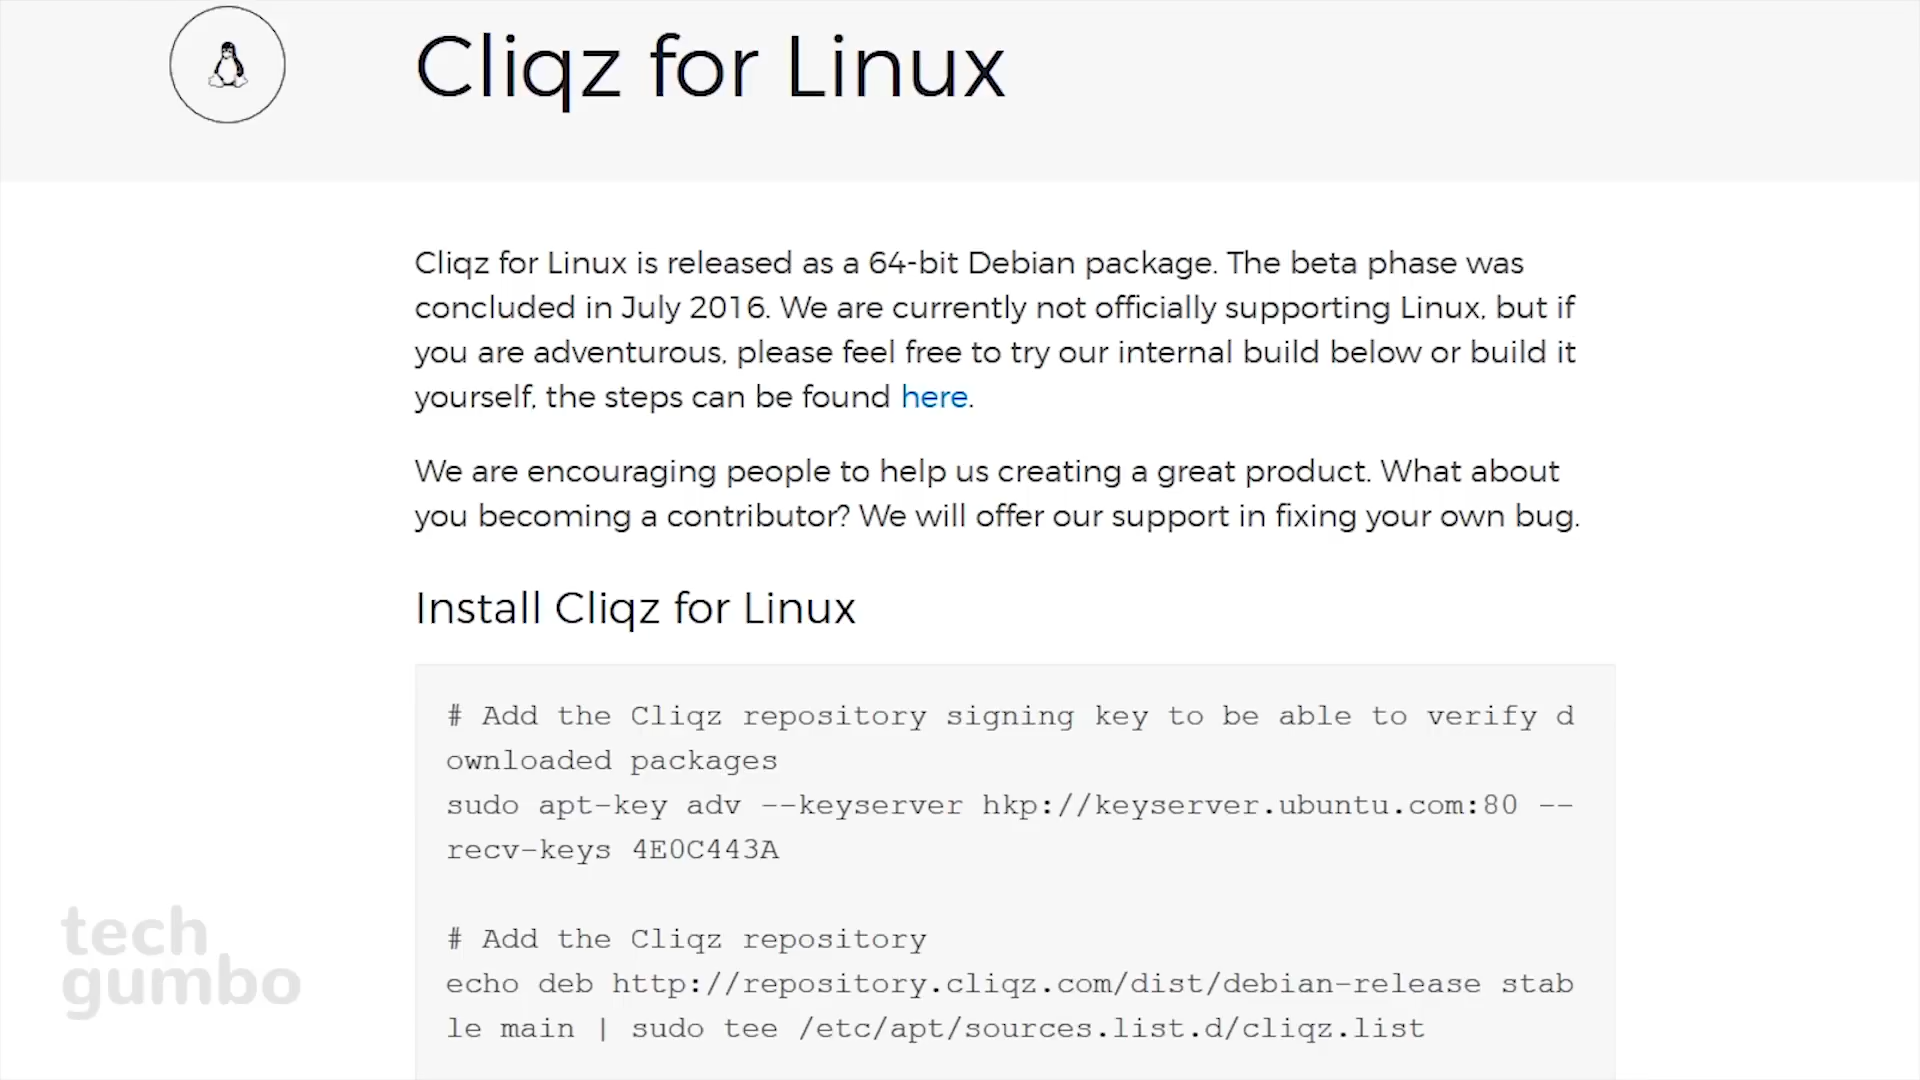 Cliqz for Linux
Cliqz for Linux is released as a 64-bit Debian package. The beta phase was
concluded in July 2016. We are currently not officially supporting Linux, but if
you are adventurous, please feel free to try our internal build below or build it
yourself, the steps can be found here.
We are encouraging people to help us creating a great product. What about
you becoming a contributor? We will offer our support in fixing your own bug.
Install Cliqz for Linux
# Add the Cliqz repository signing key to be able to verify d
ownloaded packages
sudo apt-key adv --keyserver hkp://keyserver.ubuntu.com:80 --
recv-keys 4E0C443A
# Add the Cliqz repository
echo deb http://repository.cliqz.com/dist/debian-release stab
le main | sudo tee /etc/apt/sources.list.d/cliqz.list
tech
gumbo